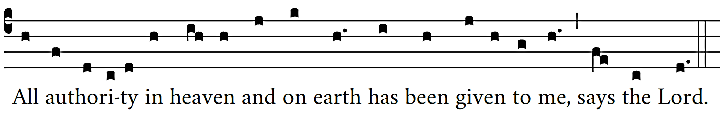 All authori-ty in heaven and on earth has been given to me, says the Lord.